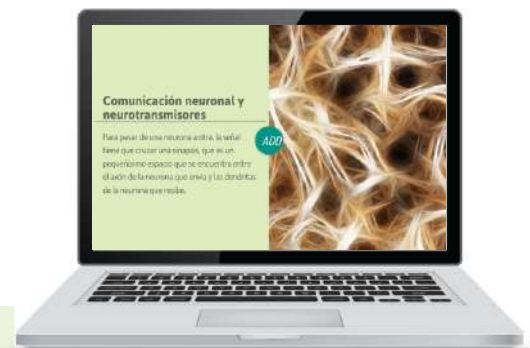 Comunicación neuronal y
neurotransmisores
Para pasar de una neurona a otra, la señal
tiene que cruzar una sinapsis, que es un
pequeñísimo espacio que se encuentra entre
el axón de la neurona que envía y las dendritas
de la neurona que recibe.
ADD